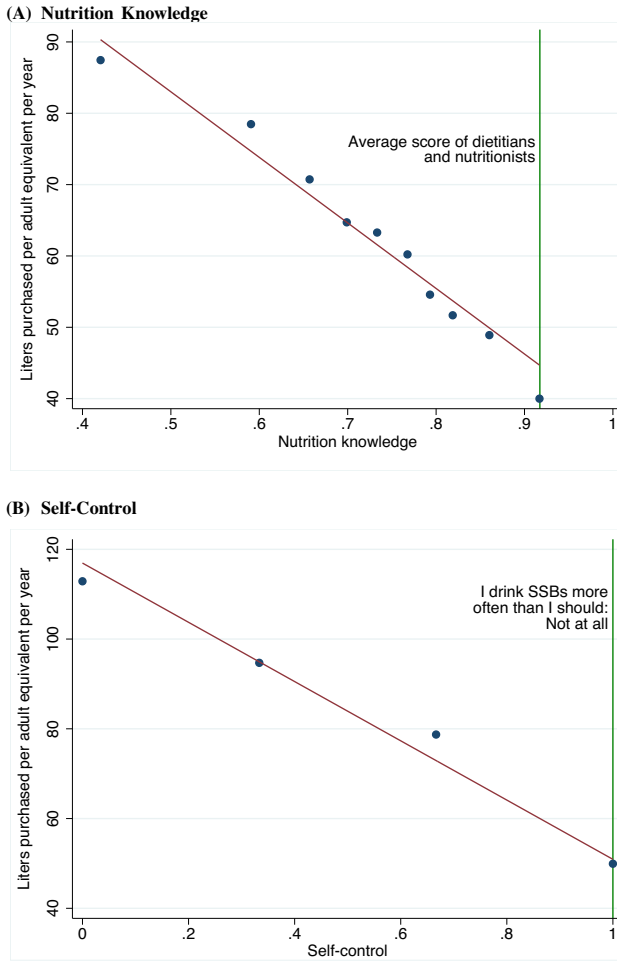 (A) Nutrition Knowledge
Liters purchased per adult equivalent per year
90
80
70
60
50
40
Average score of dietitians
and nutritionists
.4 .5 .6 .7 .8 .9 1
Nutrition knowledge
(B) Self-Control
Liters purchased per adult equivalent per year
120
100
80
60
40
I drink SSBs more
often than I should:
Not at all
0 .2 .4 .6 .8 1
Self-control